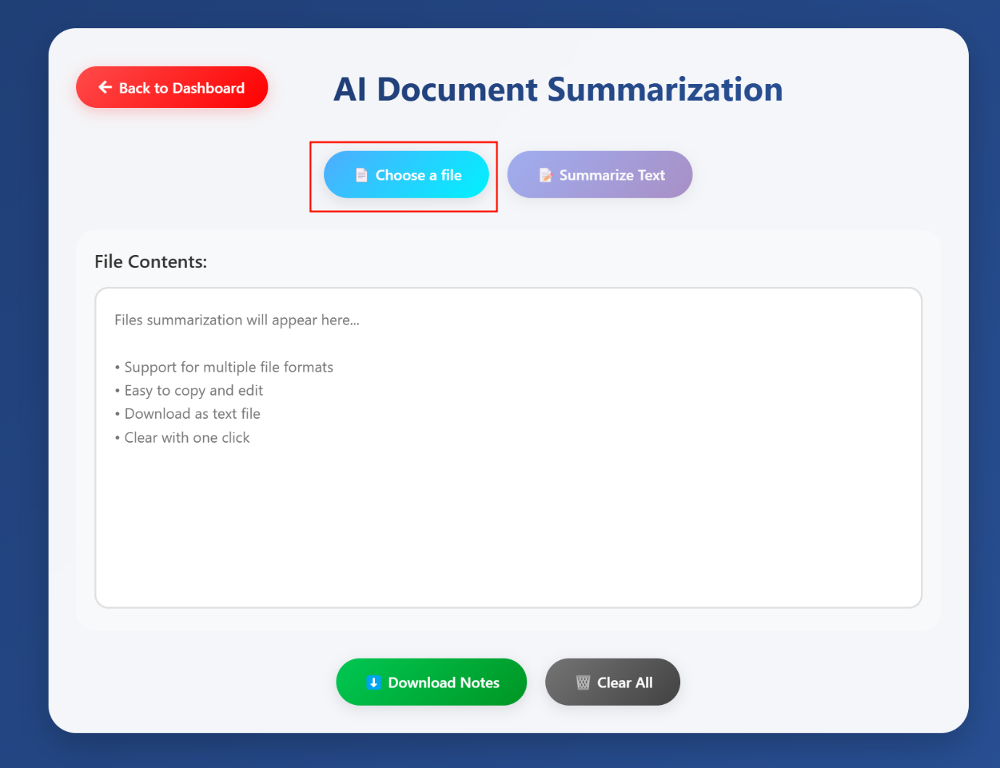 Back to Dashboard
AI Document Summarization
Choose a file
Summarize Text
File Contents:
Files summarization will appear here...
• Support for multiple file formats
• Easy to copy and edit
• Download as text file
• Clear with one click
Download Notes
Clear All